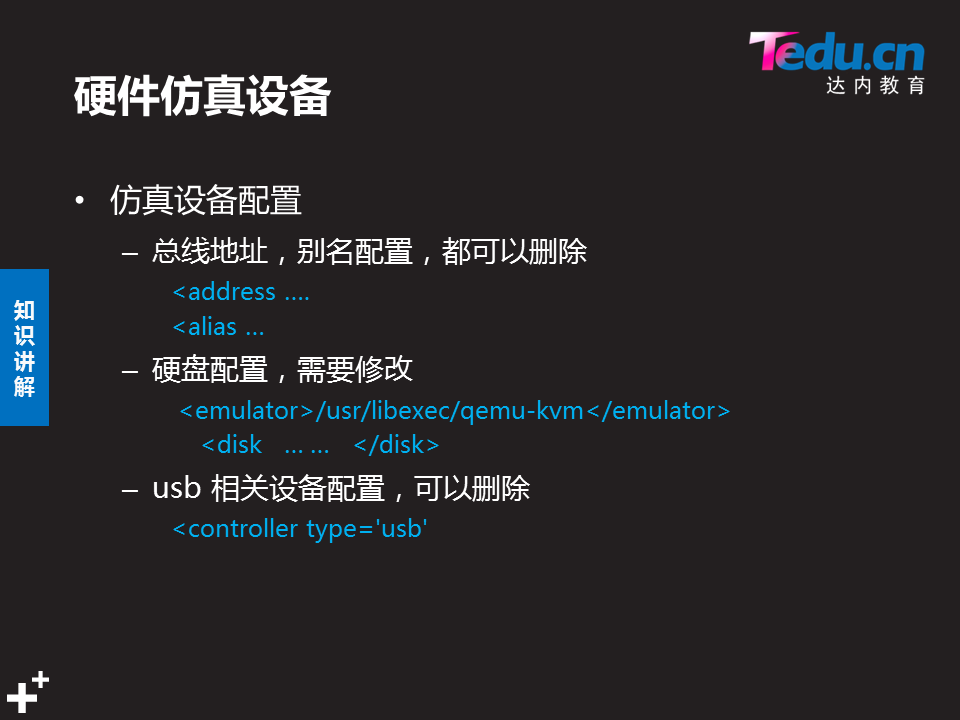 Tedu.cn
达内教育
硬件仿真设备
• 仿真设备配置
– 总线地址，别名配置，都可以删除
<address ....
<alias ...
– 硬盘配置，需要修改
<emulator>/usr/libexec/qemu-kvm</emulator>
<disk ... ... </disk>
– usb 相关设备配置，可以删除
<controller type='usb'
知识讲解